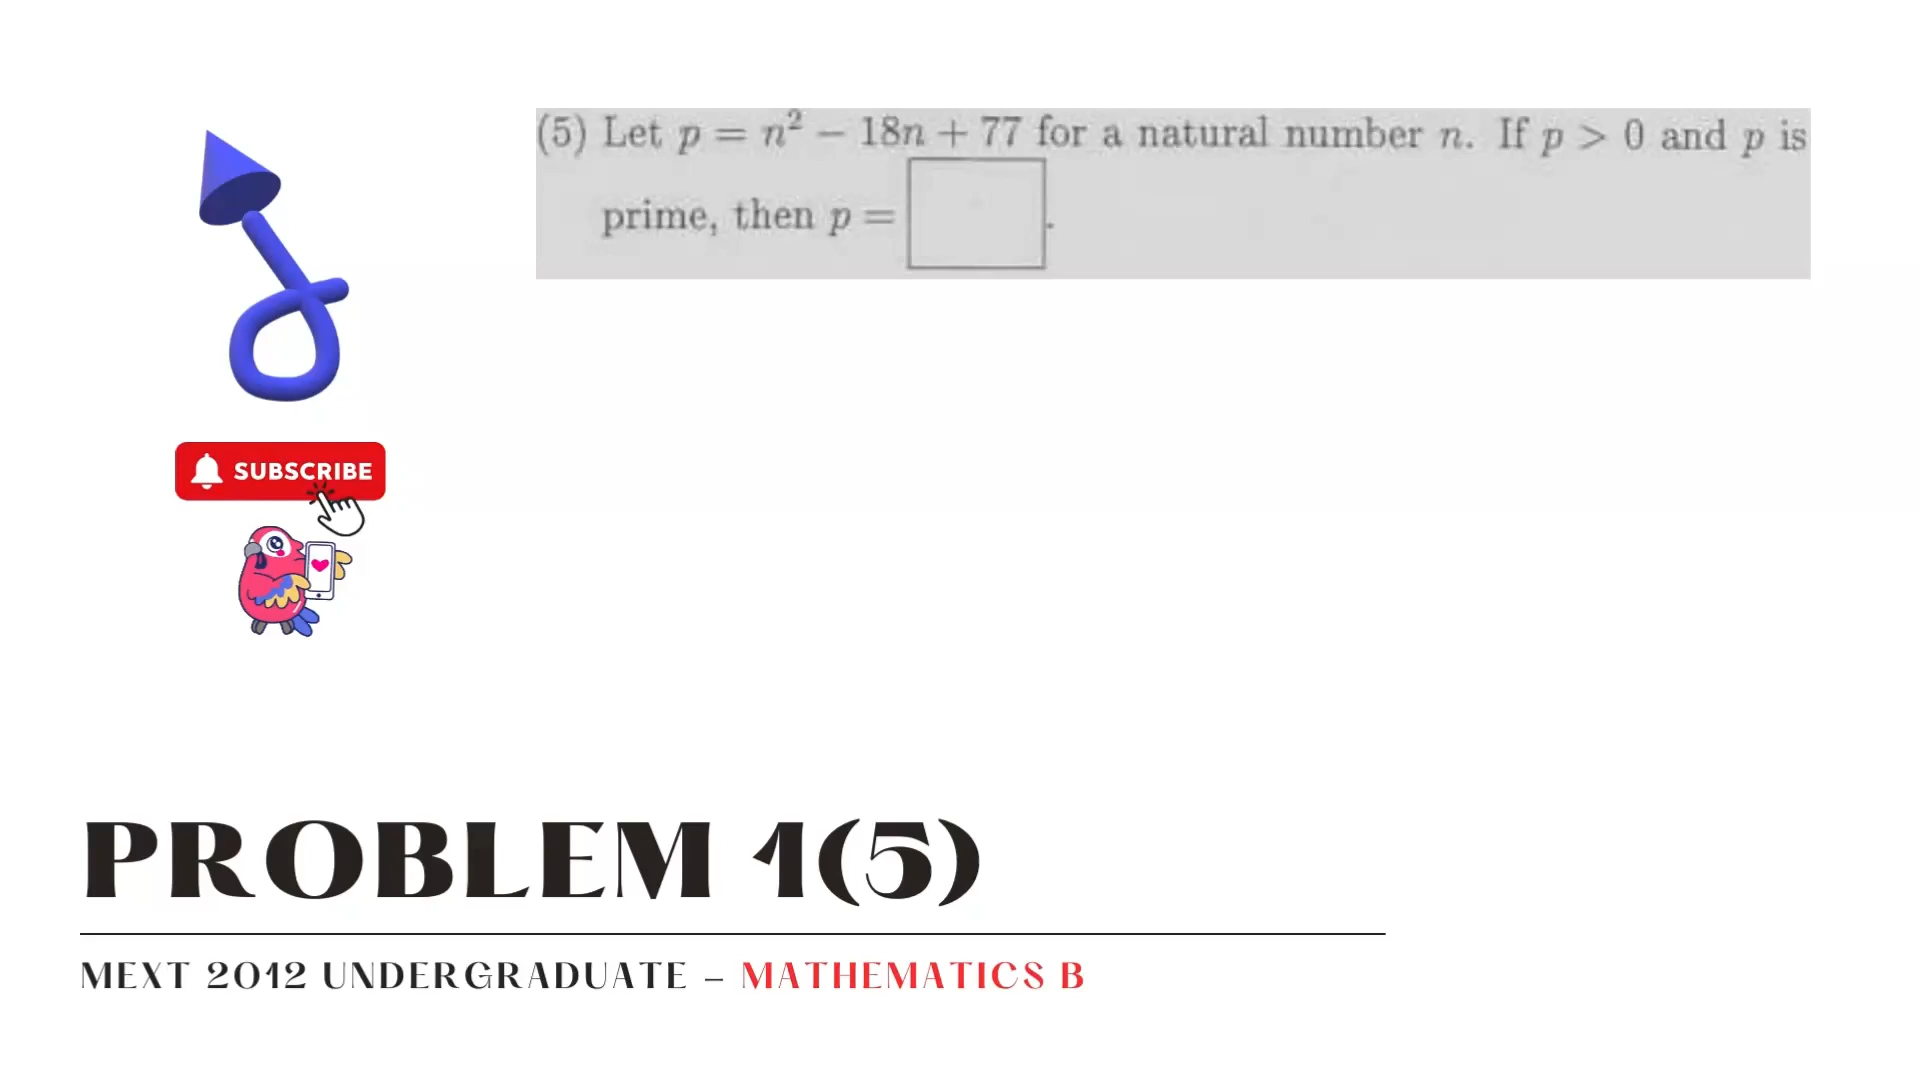 (5) Let p = n² − 18n + 77 for a natural number n. If p > 0 and p is
prime, then p = .
SUBSCRIBE
PROBLEM 1(5)
MEXT 2012 UNDERGRADUATE – MATHEMATICS B